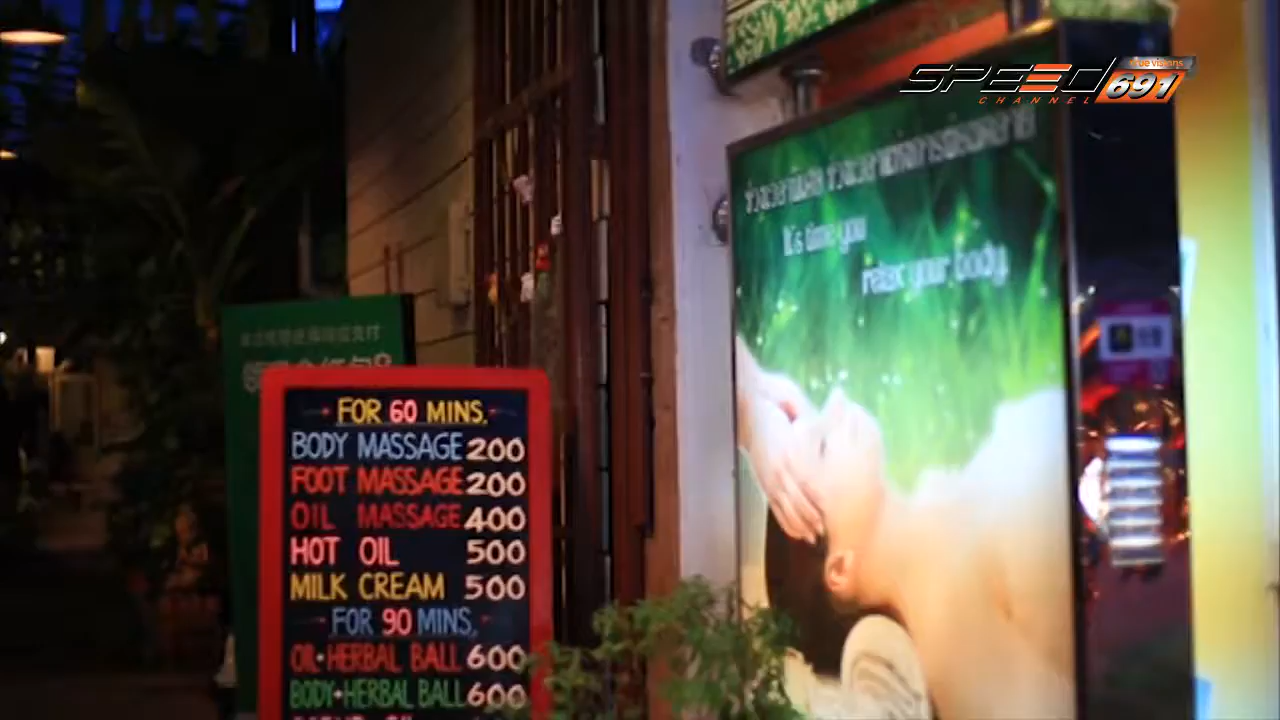 SPEED
true visions
CHANNEL 691
It's time you
relax your body.
FOR 60 MINS.
BODY MASSAGE 200
FOOT MASSAGE 200
OIL MASSAGE 400
HOT OIL 500
MILK CREAM 500
FOR 90 MINS.
OIL+HERBAL BALL 600
BODY+HERBAL BALL 600